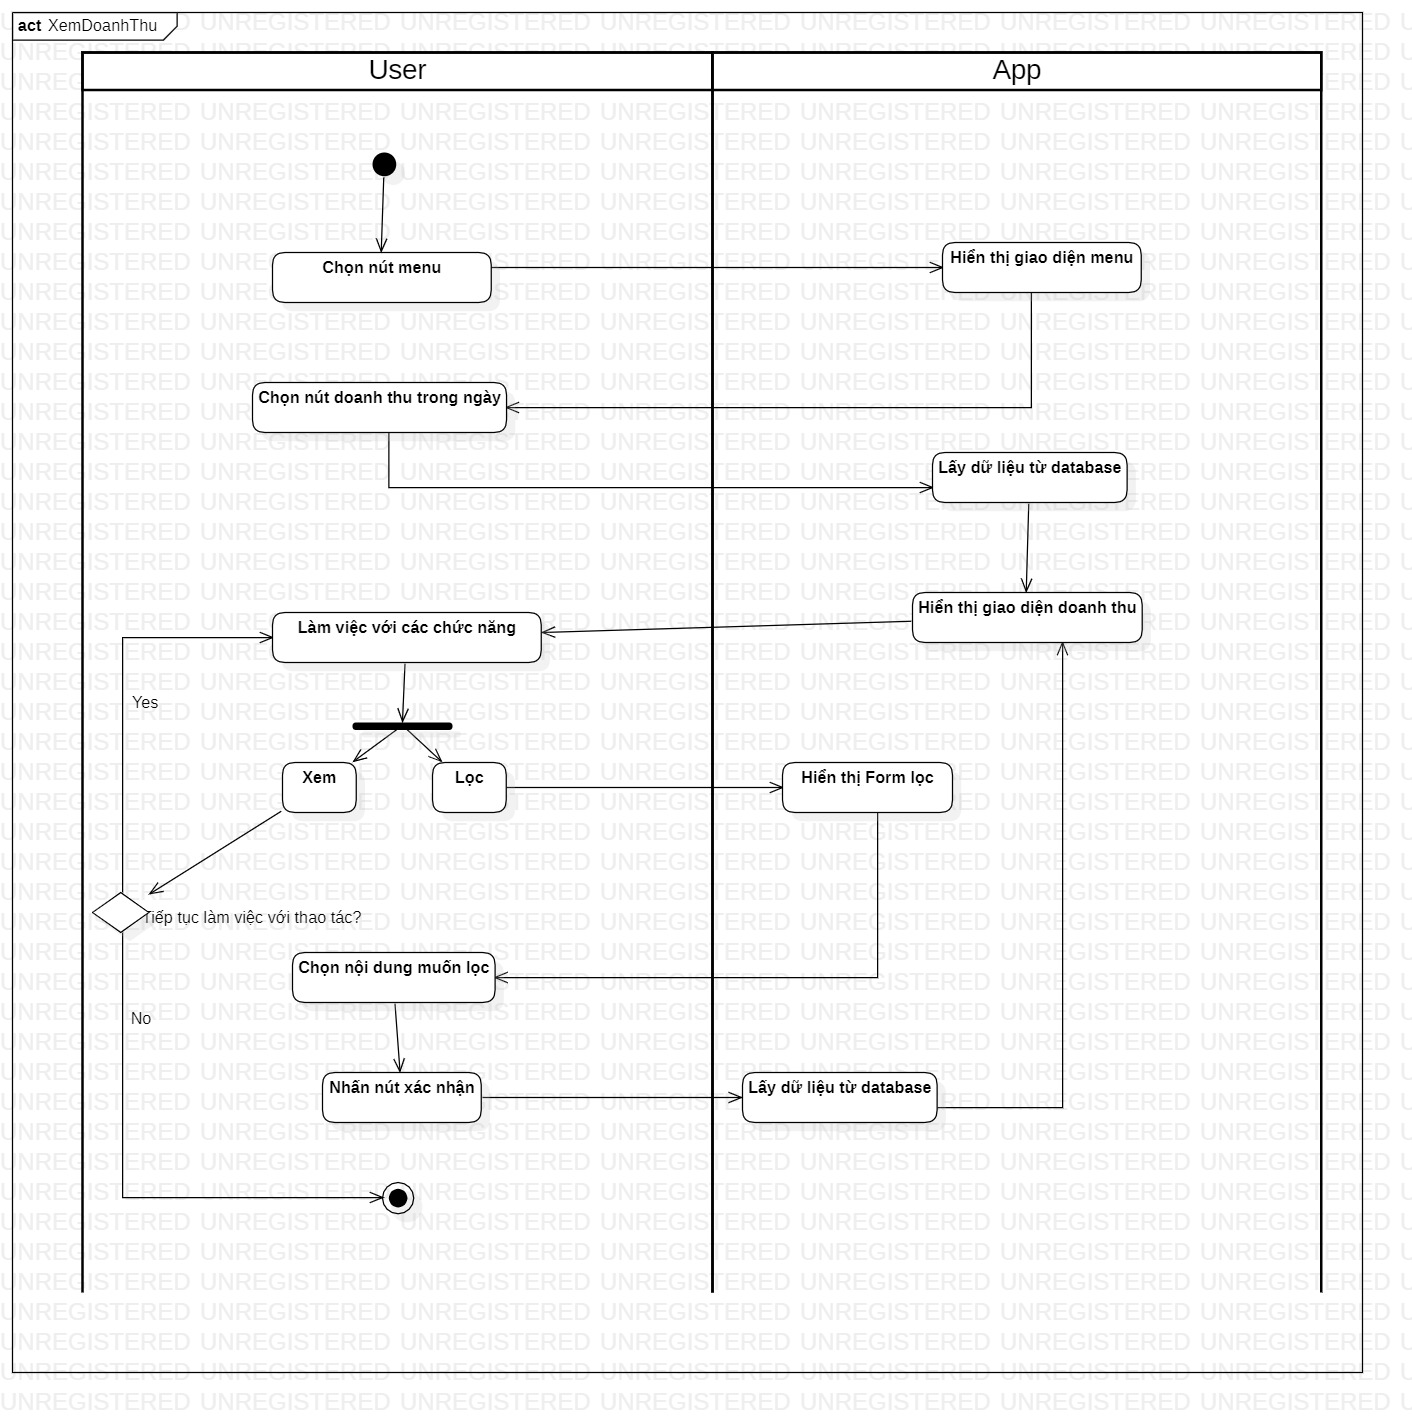 act XemDoanhThu
User
App
Chọn nút menu
Hiển thị giao diện menu
Chọn nút doanh thu trong ngày
Lấy dữ liệu từ database
Hiển thị giao diện doanh thu
Làm việc với các chức năng
Yes
Xem
Lọc
Hiển thị Form lọc
Tiếp tục làm việc với thao tác?
Chọn nội dung muốn lọc
No
Nhấn nút xác nhận
Lấy dữ liệu từ database
UNREGISTERED